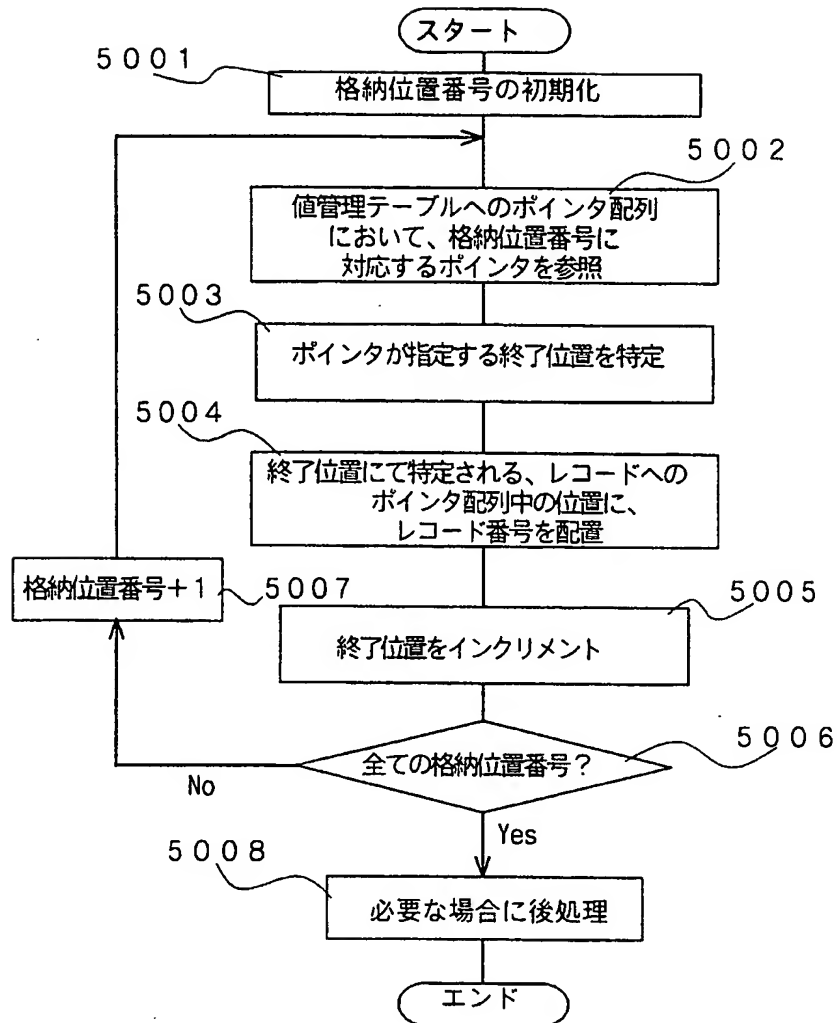 スタート
５００１
格納位置番号の初期化
５００２
値管理テーブルへのポインタ配列
において、格納位置番号に
対応するポインタを参照
５００３
ポインタが指定する終了位置を特定
５００４
終了位置にて特定される、レコードへの
ポインタ配列中の位置に、
レコード番号を配置
格納位置番号＋１
５００７
５００５
終了位置をインクリメント
５００６
全ての格納位置番号？
No
Yes
５００８
必要な場合に後処理
エンド